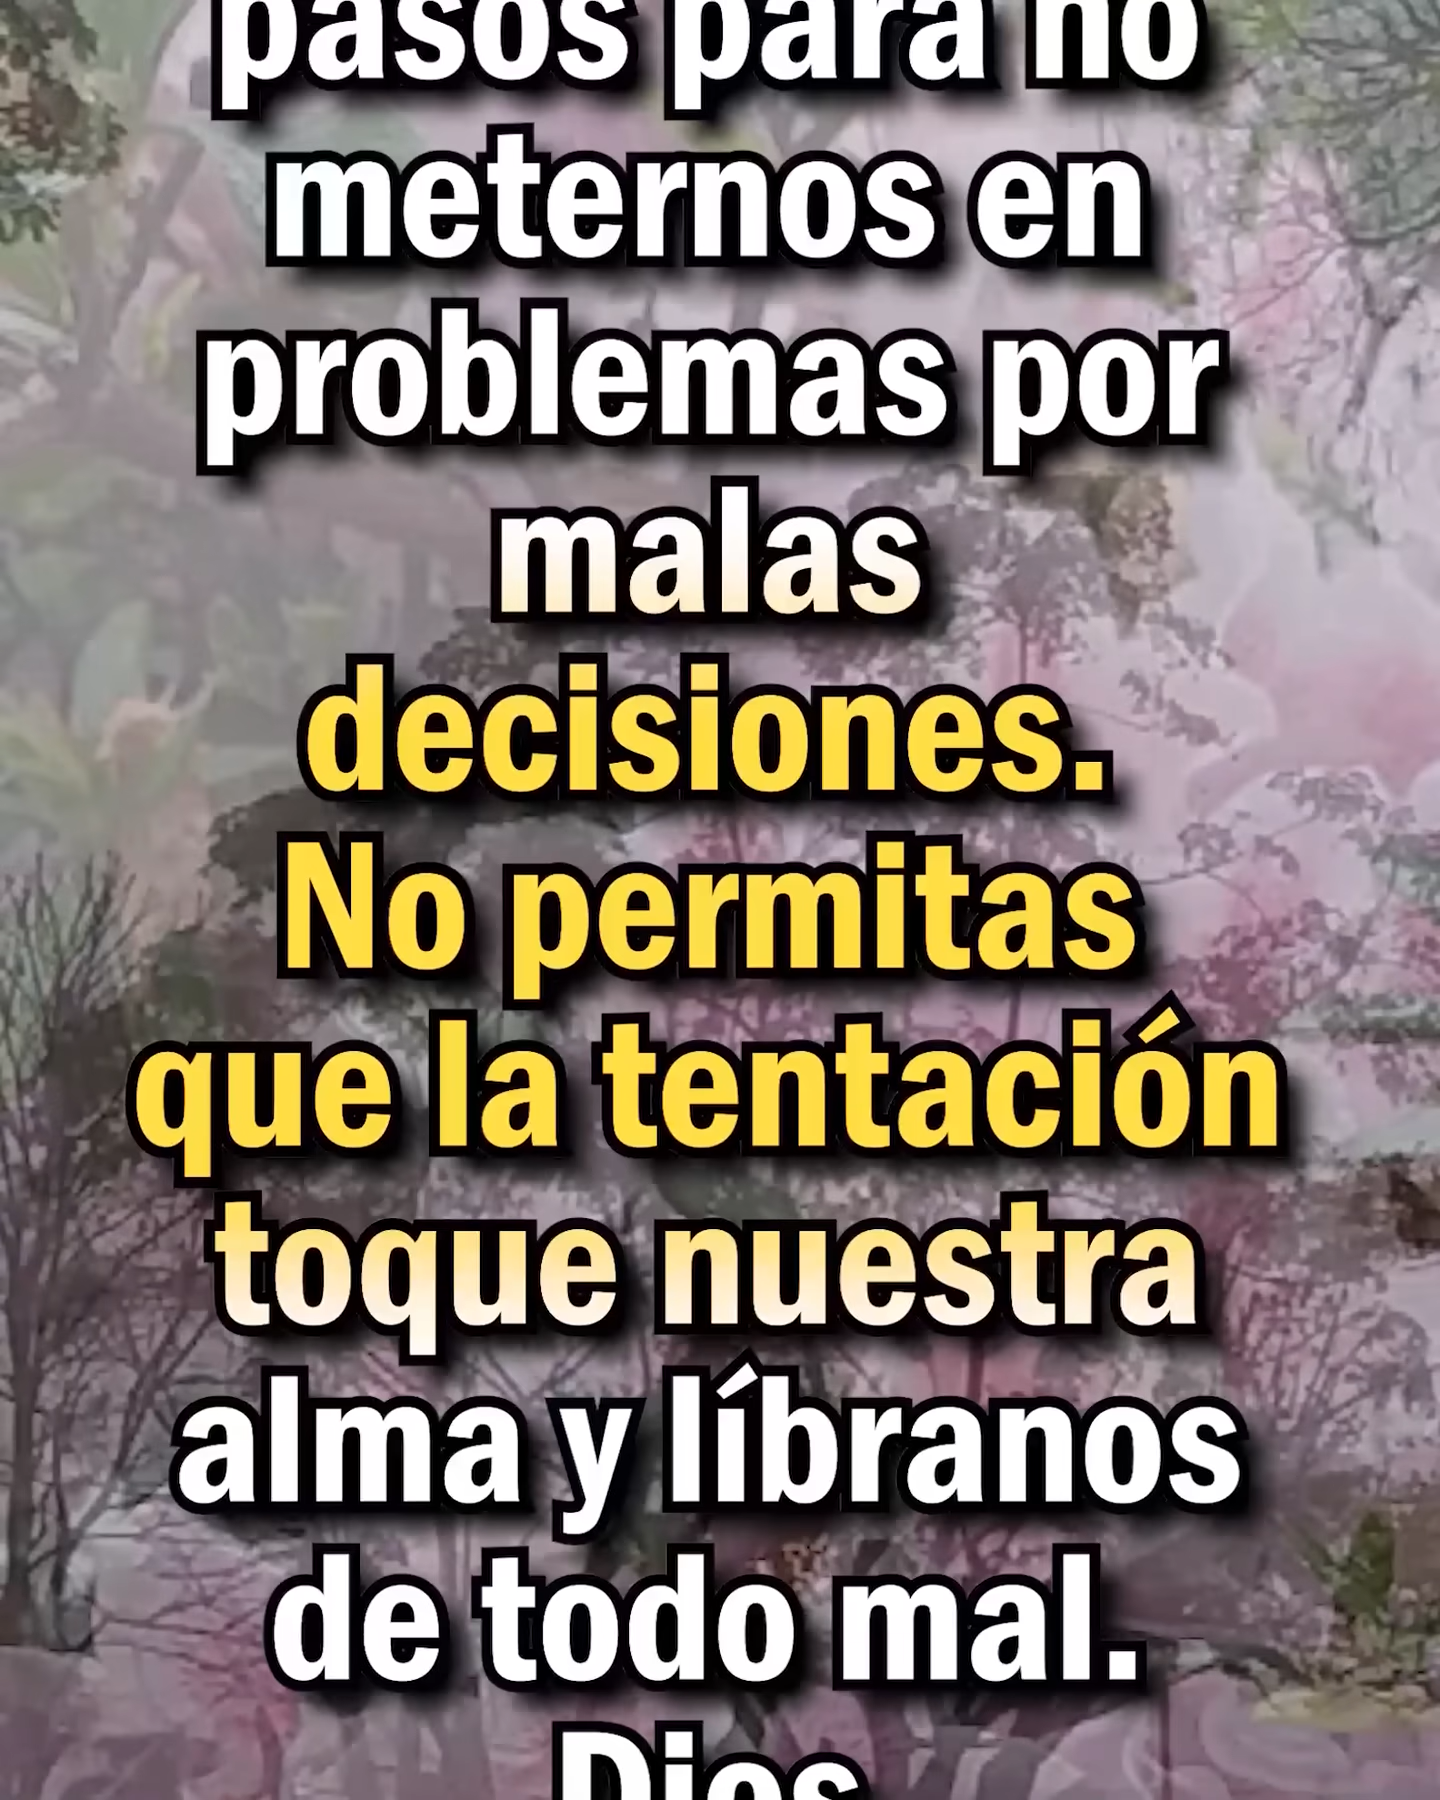 pasos para no
meternos en
problemas por
malas
decisiones.
No permitas
que la tentación
toque nuestra
alma y líbranos
de todo mal.
Dios